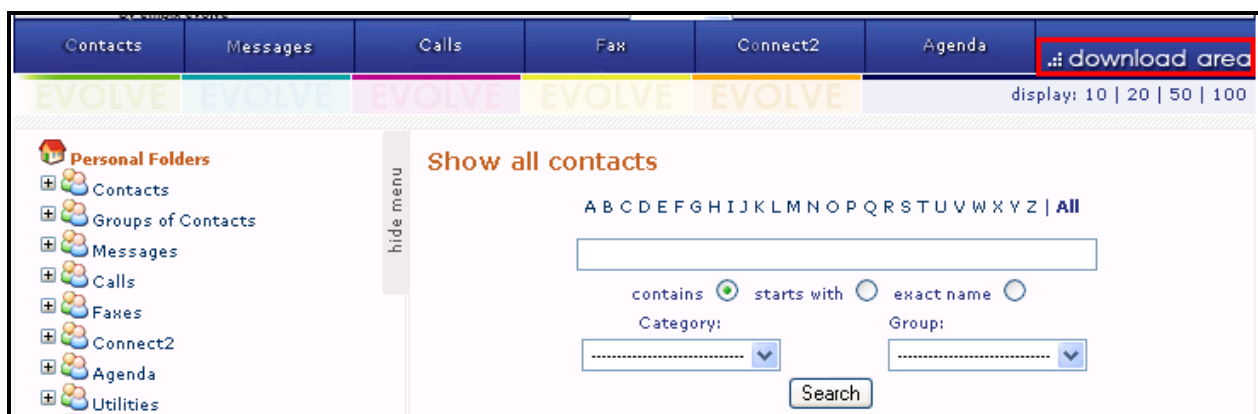 Contacts Messages Calls Fax Connect2 Agenda .:: download area
EVOLVE EVOLVE EVOLVE EVOLVE EVOLVE display: 10 | 20 | 50 | 100
Personal Folders
Contacts
Groups of Contacts
Messages
Calls
Faxes
Connect2
Agenda
Utilities
hide menu
Show all contacts
A B C D E F G H I J K L M N O P Q R S T U V W X Y Z | All
contains starts with exact name
Category: Group:
Search